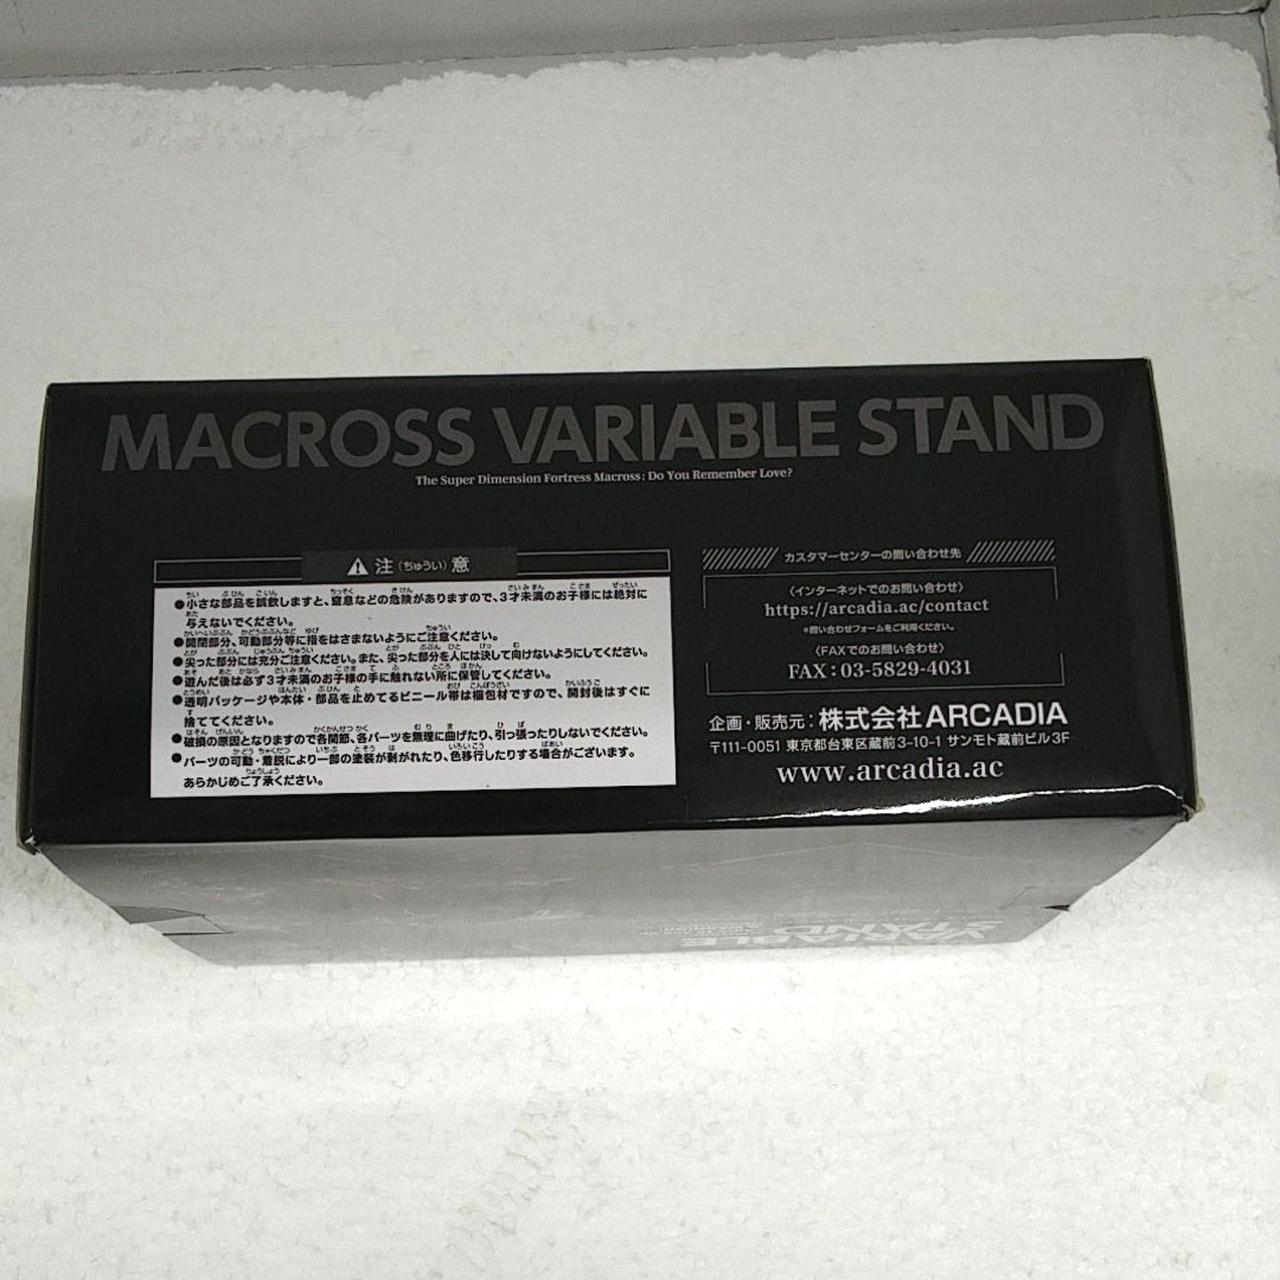 MACROSS VARIABLE STAND
The Super Dimension Fortress Macross: Do You Remember Love?
⚠ 注(ちゅうい)意
●小さな部品を誤飲しますと、窒息などの危険がありますので、3才未満のお子様には絶対に
与えないでください。
●開閉部分、可動部分等に指をはさまないようにご注意ください。
●尖った部分には充分ご注意ください。また、尖った部分を人には決して向けないようにしてください。
●遊んだ後は必ず3才未満のお子様の手に触れない所に保管してください。
●透明パッケージや本体・部品を止めてるビニール帯は梱包材ですので、開封後はすぐに
捨ててください。
●破損の原因となりますので各関節、各パーツを無理に曲げたり、引っ張ったりしないでください。
●パーツの可動・着脱により一部の塗装が剥がれたり、色移行したりする場合がございます。
あらかじめご了承ください。
カスタマーセンターの問い合わせ先
〈インターネットでのお問い合わせ〉
https://arcadia.ac/contact
*問い合わせフォームをご利用ください。
〈FAXでのお問い合わせ〉
FAX:03-5829-4031
企画・販売元:株式会社ARCADIA
〒111-0051 東京都台東区蔵前3-10-1 サンモト蔵前ビル3F
www.arcadia.ac
VARIABLE
STAND